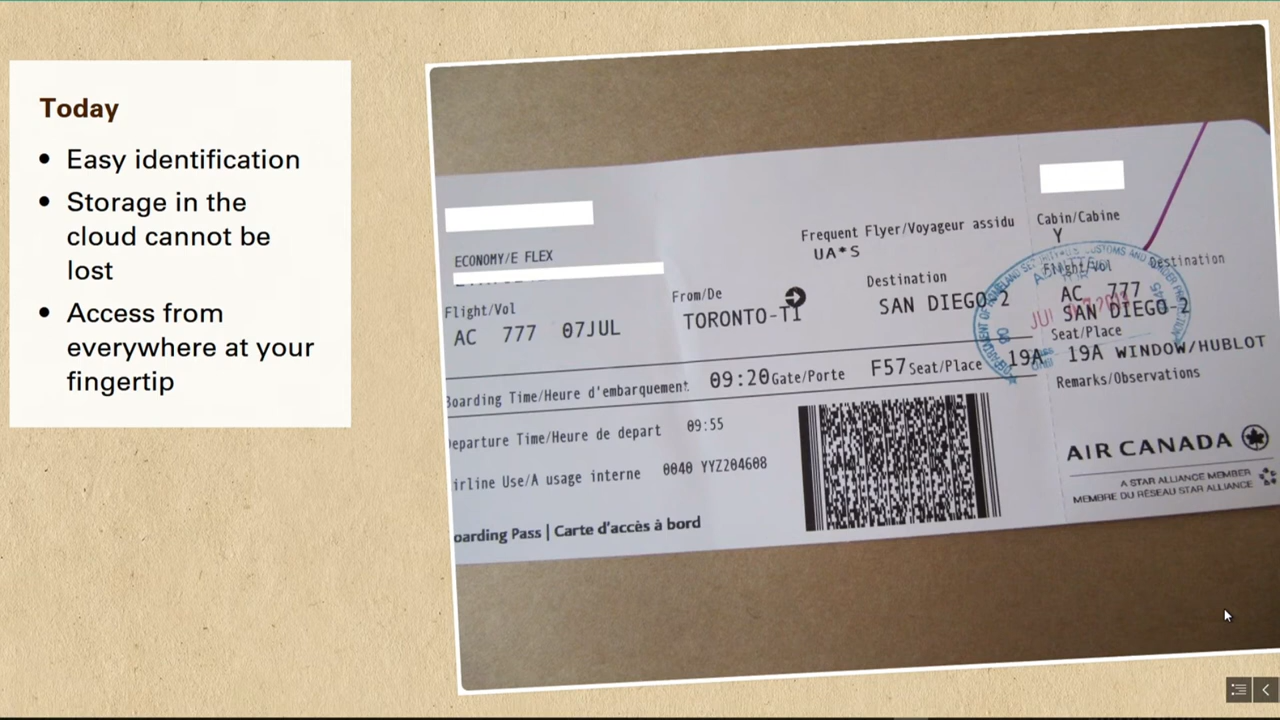 Today
• Easy identification
• Storage in the
cloud cannot be
lost
• Access from
everywhere at your
fingertip
ECONOMY/E FLEX
Frequent Flyer/Voyageur assidu
UA*S
Cabin/Cabine
Y
Flight/Vol
AC 777 07JUL
From/De
TORONTO-T1
Destination
SAN DIEGO-2
Flight/Vol Destination
AC 777
SAN DIEGO-2
Boarding Time/Heure d'embarquement 09:20 Gate/Porte F57 Seat/Place 19A
Seat/Place
19A WINDOW/HUBLOT
Remarks/Observations
Departure Time/Heure de depart 09:55
irline Use/A usage interne 0040 YYZ204608
oarding Pass | Carte d'accès à bord
AIR CANADA
A STAR ALLIANCE MEMBER
MEMBRE DU RÉSEAU STAR ALLIANCE